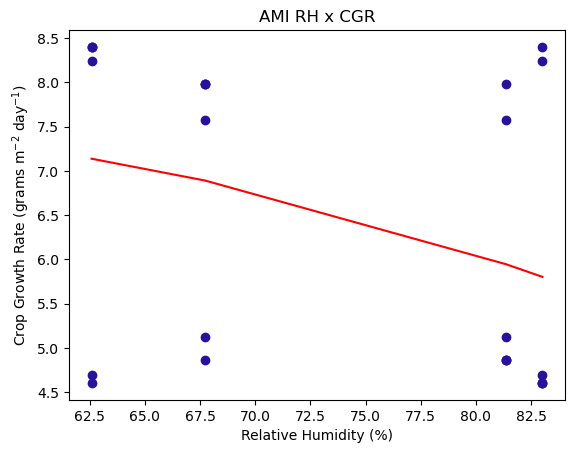 AMI RH x CGR
Crop Growth Rate (grams m⁻² day⁻¹)
8.5
8.0
7.5
7.0
6.5
6.0
5.5
5.0
4.5
62.5 65.0 67.5 70.0 72.5 75.0 77.5 80.0 82.5
Relative Humidity (%)